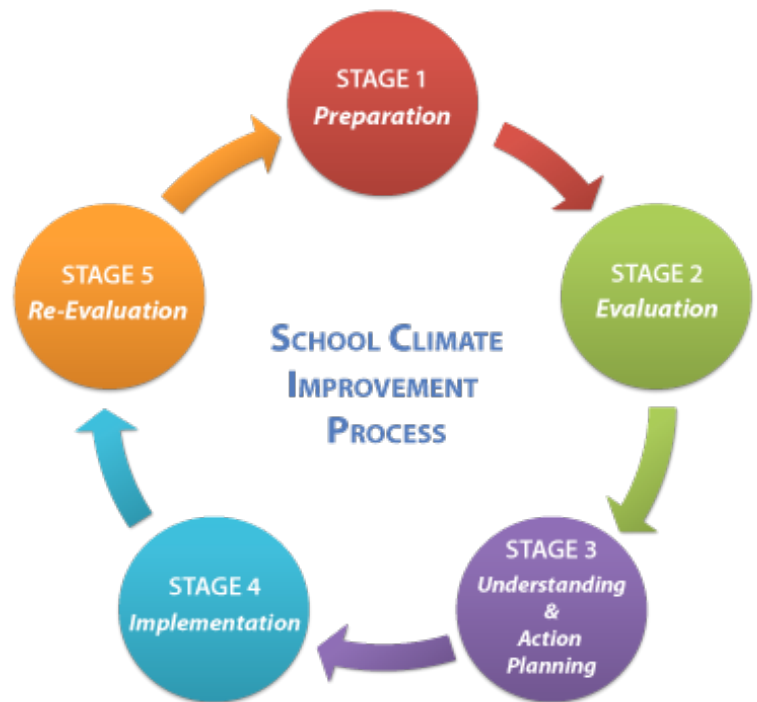 STAGE 1
Preparation
STAGE 2
Evaluation
STAGE 3
Understanding
&
Action
Planning
STAGE 4
Implementation
STAGE 5
Re-Evaluation
SCHOOL CLIMATE
IMPROVEMENT
PROCESS